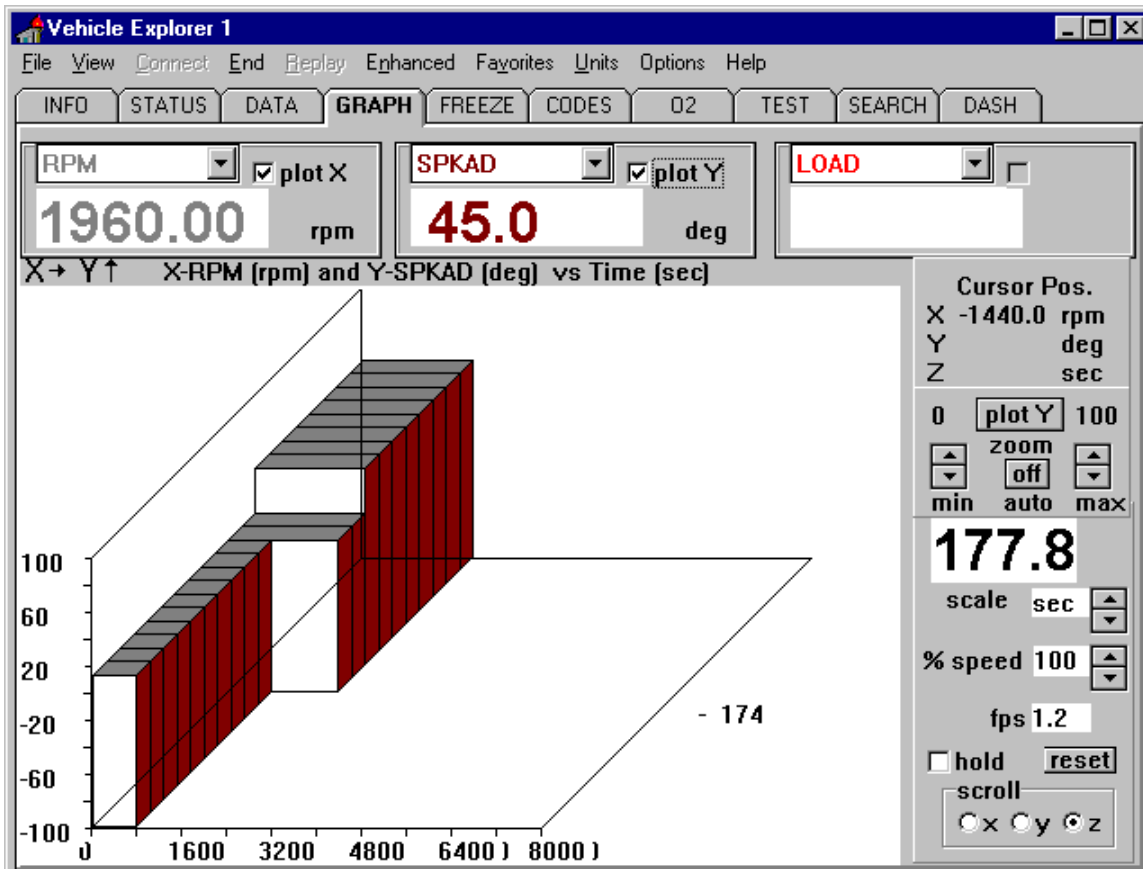 Vehicle Explorer 1
File View Connect End Replay Enhanced Favorites Units Options Help
INFO STATUS DATA GRAPH FREEZE CODES O2 TEST SEARCH DASH
RPM plot X SPKAD plot Y LOAD
1960.00 rpm 45.0 deg
X→ Y↑ X-RPM (rpm) and Y-SPKAD (deg) vs Time (sec)
Cursor Pos.
X -1440.0 rpm
Y deg
Z sec
0 plot Y 100
zoom
off
min auto max
177.8
scale sec
% speed 100
fps 1.2
hold reset
scroll
x y z
100
60
20
-20
-60
-100
- 174
0 1600 3200 4800 6400 ) 8000 )